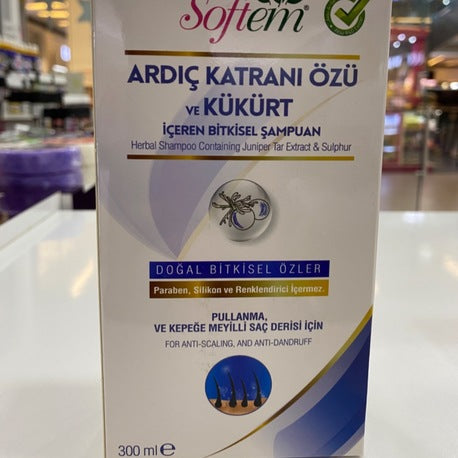 Softem®
ARDIÇ KATRANI ÖZÜ
VE KÜKÜRT
İÇEREN BİTKİSEL ŞAMPUAN
Herbal Shampoo Containing Juniper Tar Extract & Sulphur
DOĞAL BİTKİSEL ÖZLER
Paraben, Silikon ve Renklendirici İçermez.
PULLANMA,
VE KEPEĞE MEYİLLİ SAÇ DERİSİ İÇİN
FOR ANTI-SCALING, AND ANTI-DANDRUFF
300 ml e